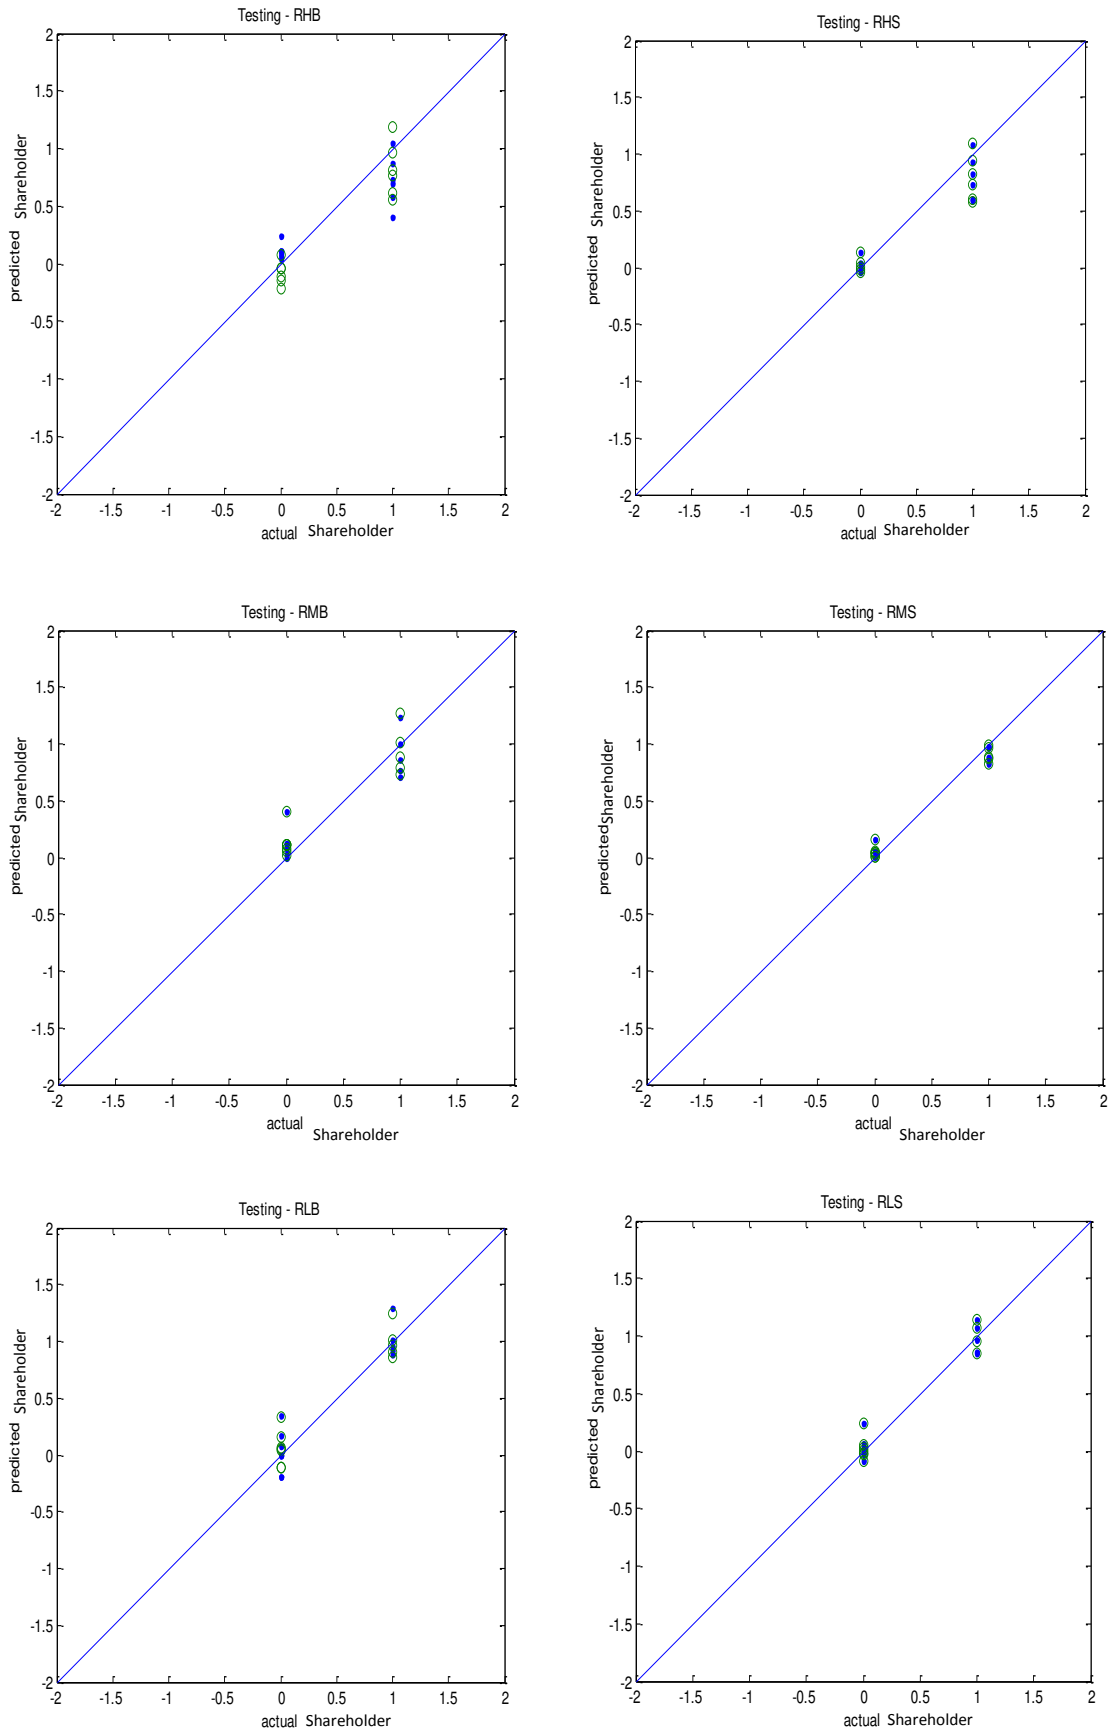 Testing - RHB
2
1.5
1
0.5
0
-0.5
-1
-1.5
-2
predicted Shareholder
-2 -1.5 -1 -0.5 0 0.5 1 1.5 2
actual Shareholder
Testing - RHS
2
1.5
1
0.5
0
-0.5
-1
-1.5
-2
predicted Shareholder
-2 -1.5 -1 -0.5 0 0.5 1 1.5 2
actual Shareholder
Testing - RMB
2
1.5
1
0.5
0
-0.5
-1
-1.5
-2
predicted Shareholder
-2 -1.5 -1 -0.5 0 0.5 1 1.5 2
actual Shareholder
Testing - RMS
2
1.5
1
0.5
0
-0.5
-1
-1.5
-2
predicted Shareholder
-2 -1.5 -1 -0.5 0 0.5 1 1.5 2
actual Shareholder
Testing - RLB
2
1.5
1
0.5
0
-0.5
-1
-1.5
-2
predicted Shareholder
-2 -1.5 -1 -0.5 0 0.5 1 1.5 2
actual Shareholder
Testing - RLS
2
1.5
1
0.5
0
-0.5
-1
-1.5
-2
predicted Shareholder
-2 -1.5 -1 -0.5 0 0.5 1 1.5 2
actual Shareholder